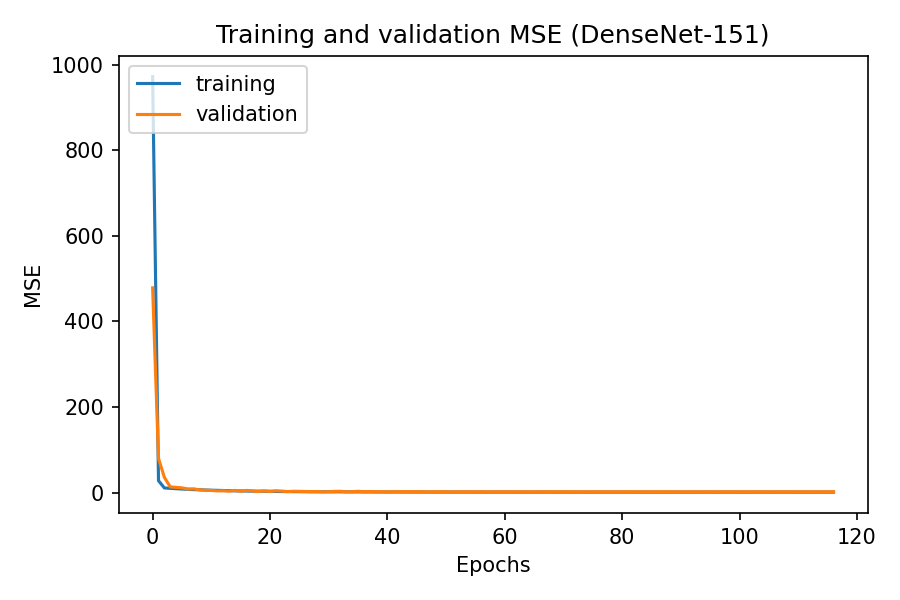 Training and validation MSE (DenseNet-151)
training
validation
1000
800
600
400
200
0
MSE
0 20 40 60 80 100 120
Epochs